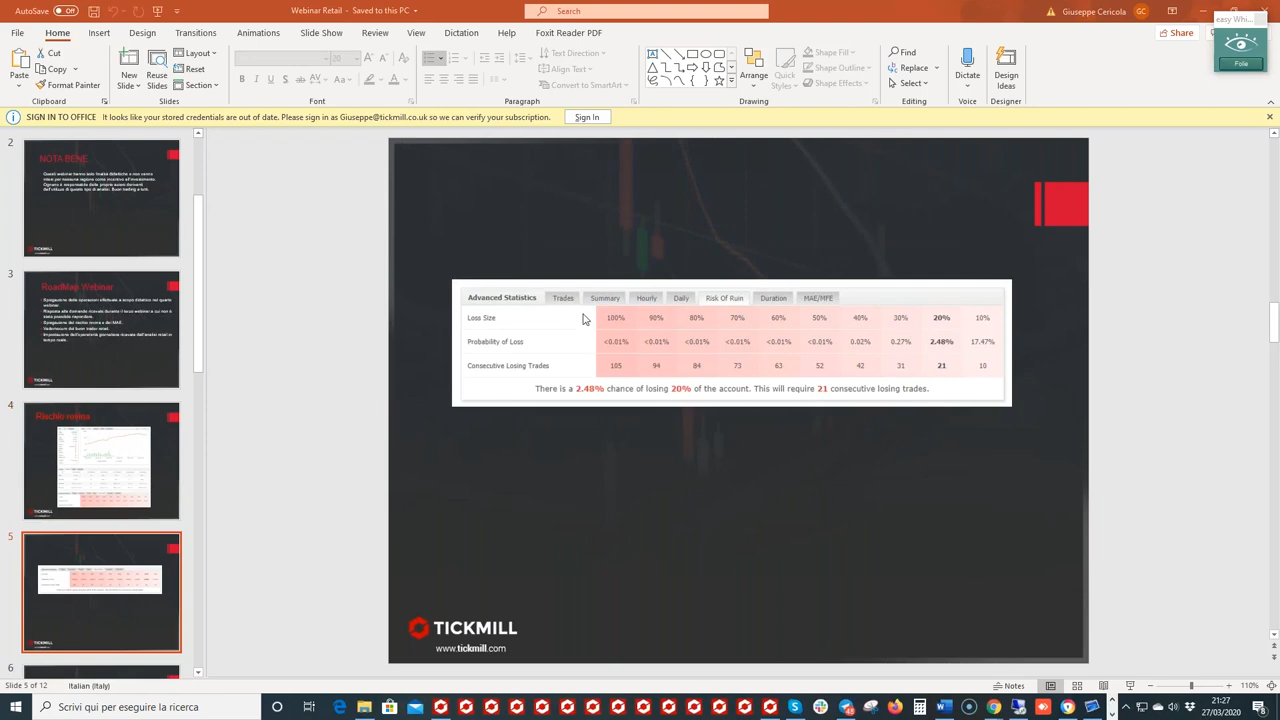 AutoSave Off Webinar Retail – Saved to this PC Search Giuseppe Cericola
easy Whi...
File Home Insert Design Transitions Animations Slide Show Review View Dictation Help Foxit Reader PDF Share
Fola
Paste Cut Copy Format Painter
New Slide Reuse Slides Layout Reset Section
20
B I U S AV Aa A
Text Direction Align Text Convert to SmartArt
Arrange Quick Styles Shape Fill Shape Outline Shape Effects
Find Replace Select
Dictate Design Ideas
Clipboard Slides Font Paragraph Drawing Editing Voice Designer
SIGN IN TO OFFICE It looks like your stored credentials are out of date. Please sign in as Giuseppe@tickmill.co.uk so we can verify your subscription. Sign In
2
NOTA BENE
TICKMILL
3
RoadMap Webinar
TICKMILL
4
Rischio rovina
TICKMILL
5
TICKMILL
6
Advanced Statistics Trades Summary Hourly Daily Risk Of Ruin Duration MAE/MFE
Loss Size 100% 90% 80% 70% 60% 50% 40% 30% 20% 10%
Probability of Loss <0.01% <0.01% <0.01% <0.01% <0.01% <0.01% 0.02% 0.27% 2.48% 17.47%
Consecutive Losing Trades 105 94 84 73 63 52 42 31 21 10
There is a 2.48% chance of losing 20% of the account. This will require 21 consecutive losing trades.
TICKMILL
www.tickmill.com
Slide 5 of 12 Italian (Italy) Notes 110%
Scrivi qui per eseguire la ricerca
21:27
27/03/2020